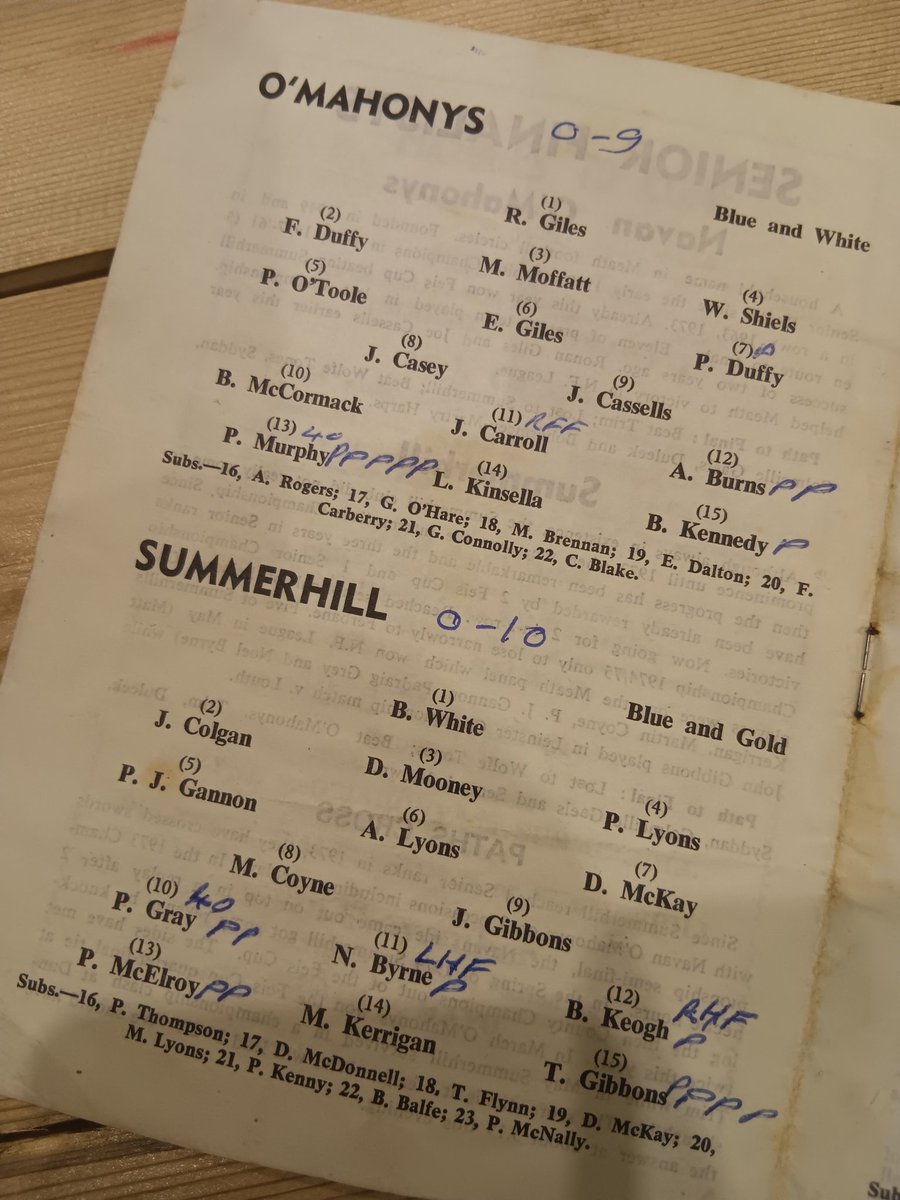 O'MAHONYS 0-9
Blue and White
(1)
R. Giles
(2) (3) (4)
F. Duffy M. Moffatt W. Shiels
(5) (6) (7) P
P. O'Toole E. Giles P. Duffy
(8) (9)
J. Casey J. Cassells
(10) (11) RFF (12)
B. McCormack J. Carroll A. Burns PP
(13) 40 (14) (15)
P. Murphy PPPPP L. Kinsella B. Kennedy P
Subs.—16, A. Rogers; 17, G. O'Hare; 18, M. Brennan; 19, E. Dalton; 20, F.
Carberry; 21, G. Connolly; 22, C. Blake.
SUMMERHILL 0-10
Blue and Gold
(1)
B. White
(2) (3) (4)
J. Colgan D. Mooney P. Lyons
(5) (6) (7)
P. J. Gannon A. Lyons D. McKay
(8) (9)
M. Coyne J. Gibbons
(10) 40 (11) LHF (12) RHF
P. Gray PP N. Byrne P B. Keogh P
(13) (14) (15)
P. McElroy PP M. Kerrigan T. Gibbons PPPP
Subs.—16, P. Thompson; 17, D. McDonnell; 18. T. Flynn; 19, D. McKay; 20,
M. Lyons; 21, P. Kenny; 22, B. Balfe; 23, P. McNally.